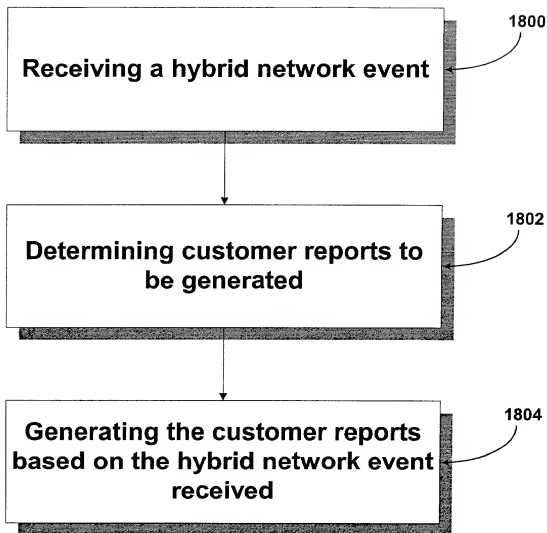 1800
Receiving a hybrid network event
1802
Determining customer reports to
be generated
1804
Generating the customer reports
based on the hybrid network event
received